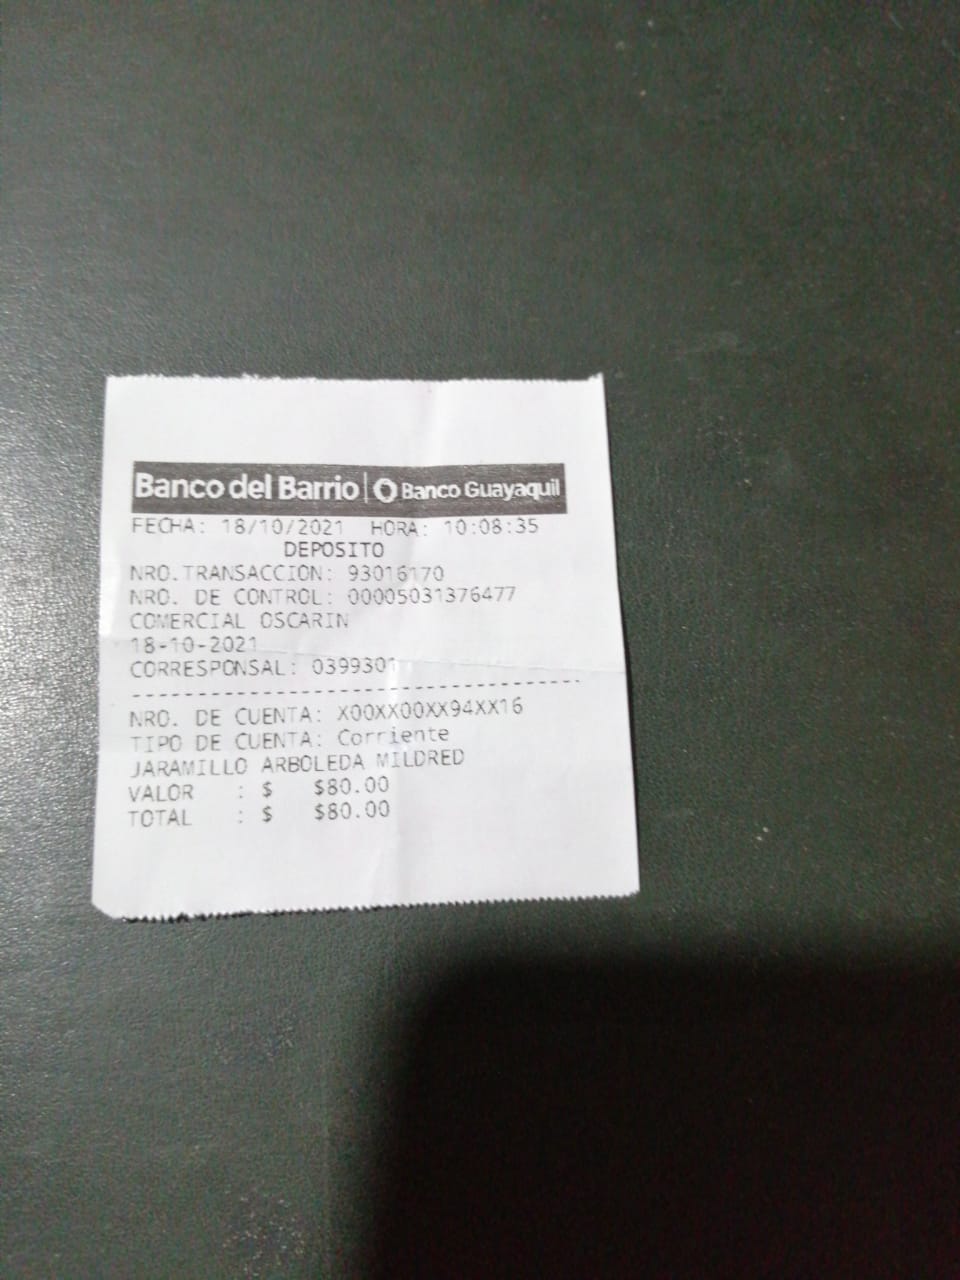 Banco del Barrio | Banco Guayaquil
FECHA: 18/10/2021 HORA: 10:08:35
DEPOSITO
NRO.TRANSACCION: 93016170
NRO. DE CONTROL: 00005031376477
COMERCIAL OSCARIN
18-10-2021
CORRESPONSAL: 0399301
NRO. DE CUENTA: X00XX00XX94XX16
TIPO DE CUENTA: Corriente
JARAMILLO ARBOLEDA MILDRED
VALOR : $ $80.00
TOTAL : $ $80.00